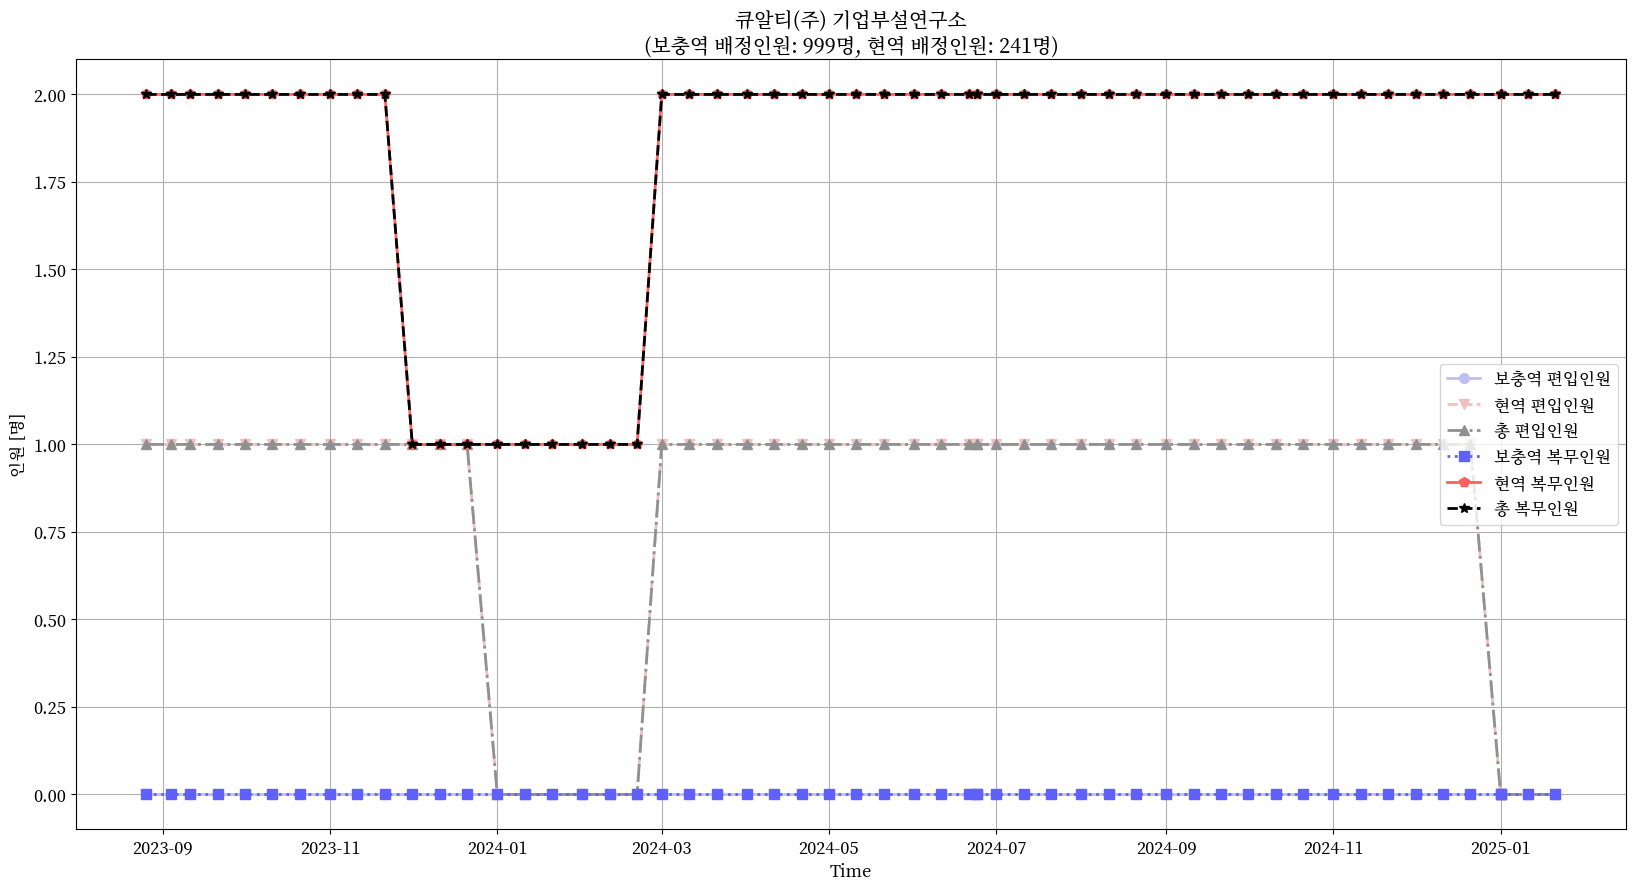 큐알티(주) 기업부설연구소
(보충역 배정인원: 999명, 현역 배정인원: 241명)
인원 [명]
2.00
1.75
1.50
1.25
1.00
0.75
0.50
0.25
0.00
보충역 편입인원
현역 편입인원
총 편입인원
보충역 복무인원
현역 복무인원
총 복무인원
2023-09 2023-11 2024-01 2024-03 2024-05 2024-07 2024-09 2024-11 2025-01
Time